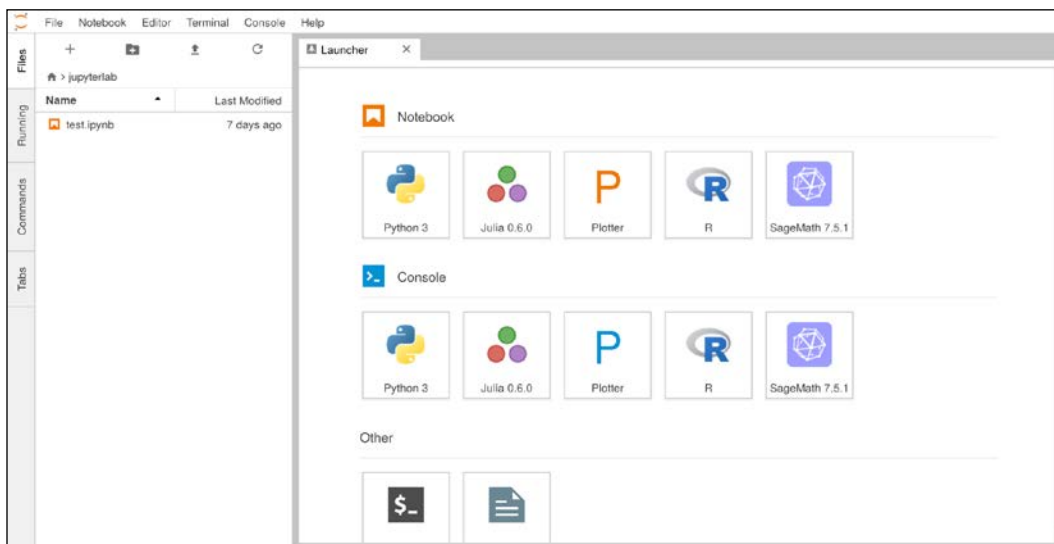 File Notebook Editor Terminal Console Help
Files
Running
Commands
Tabs
> jupyterlab
Name Last Modified
test.ipynb 7 days ago
Launcher ×
Notebook
P
R
Python 3 Julia 0.6.0 Plotter R SageMath 7.5.1
>_ Console
P
R
Python 3 Julia 0.6.0 Plotter R SageMath 7.5.1
Other
$_